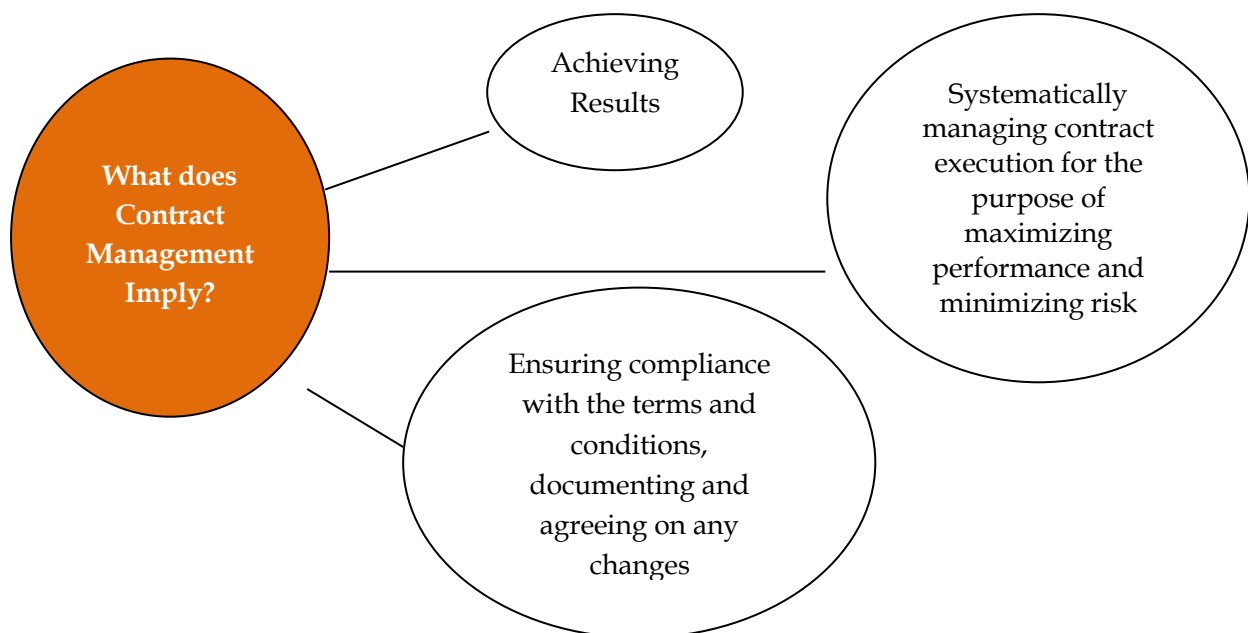 What does
Contract
Management
Imply?
Achieving
Results
Systematically
managing contract
execution for the
purpose of
maximizing
performance and
minimizing risk
Ensuring compliance
with the terms and
conditions,
documenting and
agreeing on any
changes